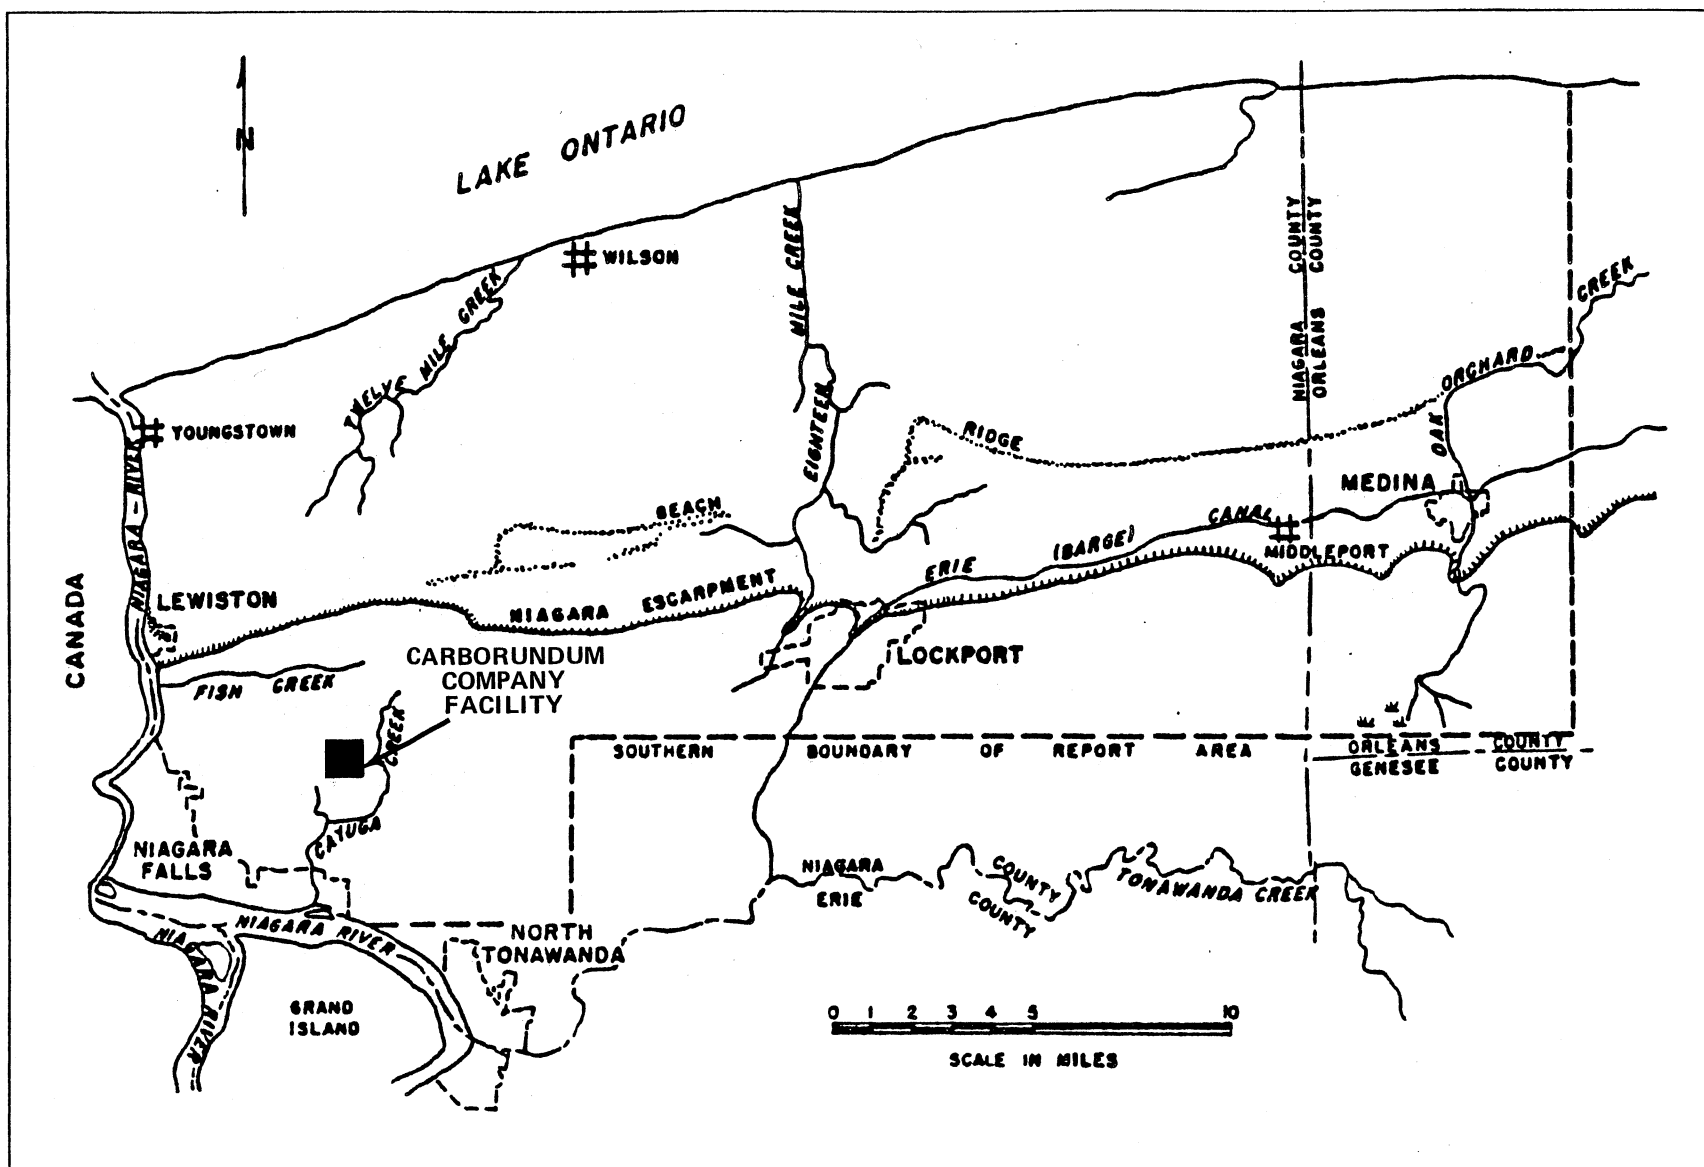 N
LAKE ONTARIO
WILSON
TWELVE MILE CREEK
EIGHTEEN MILE CREEK
NIAGARA COUNTY
ORLEANS COUNTY
ORCHARD CREEK
OAK
YOUNGSTOWN
NIAGARA - RIVER
RIDGE
BEACH
MEDINA
ERIE (BARGE) CANAL
MIDDLEPORT
CANADA
LEWISTON
NIAGARA ESCARPMENT
LOCKPORT
FISH CREEK
CARBORUNDUM
COMPANY
FACILITY
CAYUGA CREEK
SOUTHERN BOUNDARY OF REPORT AREA
ORLEANS COUNTY
GENESEE COUNTY
NIAGARA
FALLS
NIAGARA COUNTY
ERIE COUNTY
TONAWANDA CREEK
NIAGARA RIVER
NIAGARA RIVER
NORTH
TONAWANDA
GRAND
ISLAND
0 1 2 3 4 5 10
SCALE IN MILES